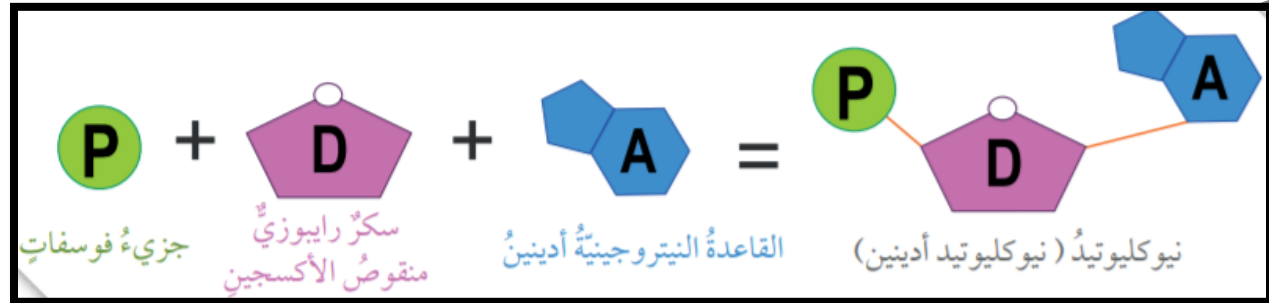 P + D + A = P D A
جزيءُ فوسفاتٍ
سكرٌ رايبوزيٌّ
منقوصُ الأكسجينِ
القاعدةُ النيتروجينيّةُ أدينينُ
نيوكليوتيدُ ( نيوكليوتيد أدينين)